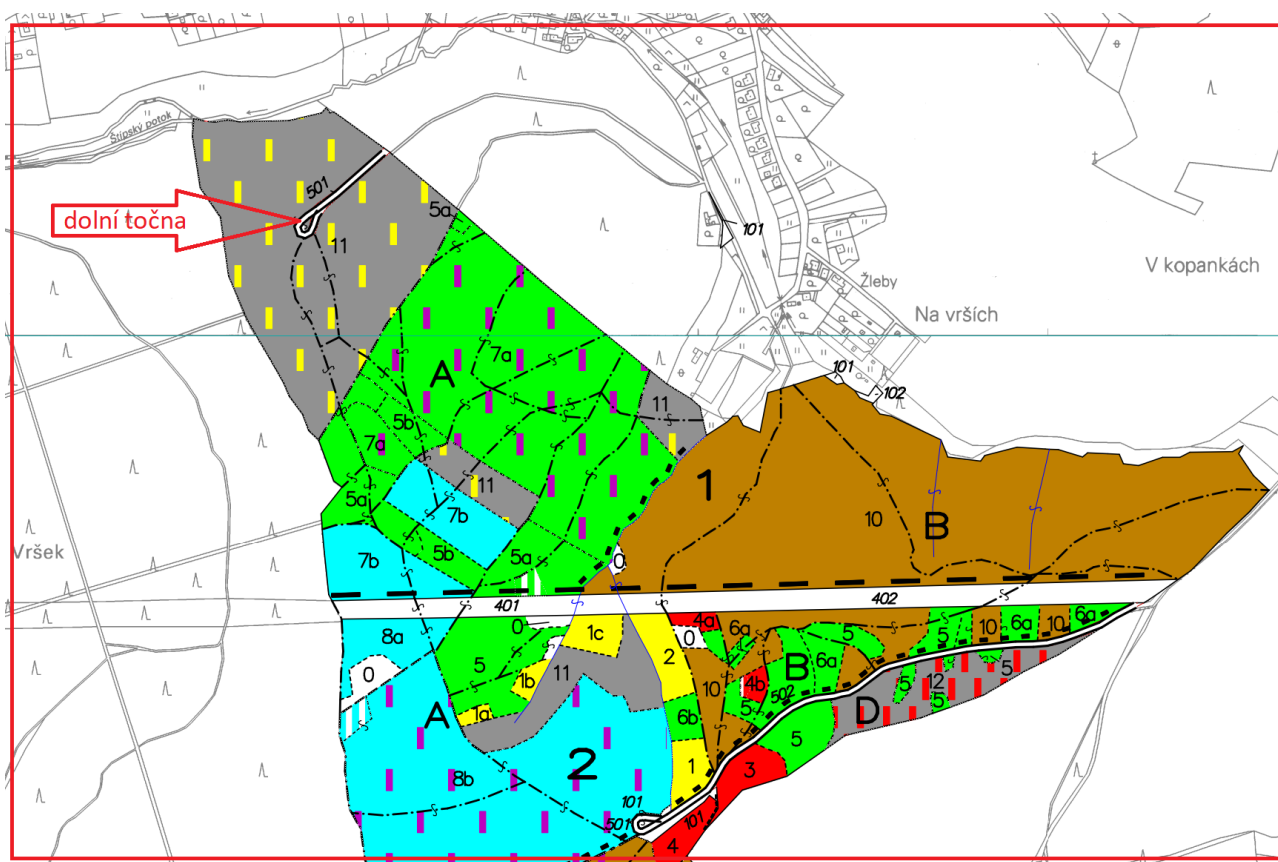 Štípský potok
501
dolní točna
5a
11
101
Žleby
V kopankách
Na vrších
7a
A
101
102
11
5b
7a
1
11
5a
7b
10
B
Vršek
7b
5b
5a
0
401
402
0
1c
4a
6a
5
5
6a
10
10
6a
8a
2
0
6a
5
11
B
0
1b
4b
12
5
10
502
5
5
A
1a
6b
5
D
5
2
1
3
8b
101
501
101
4